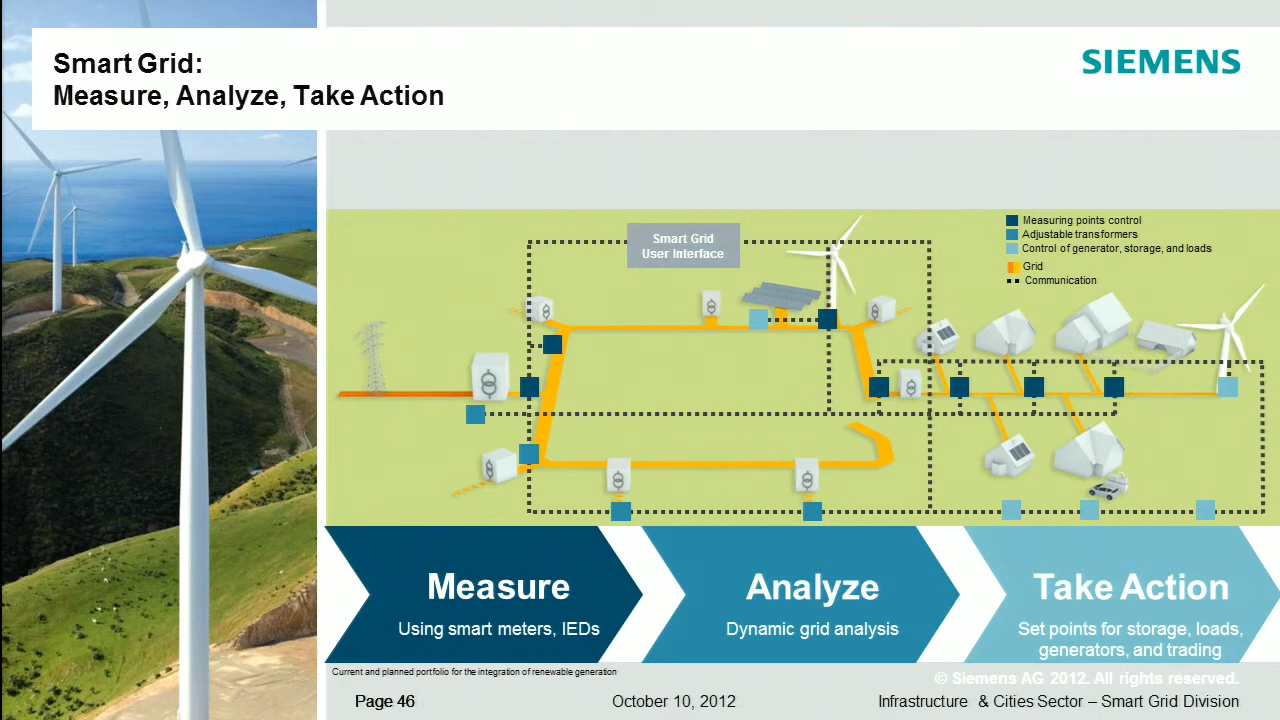 Smart Grid:
Measure, Analyze, Take Action
SIEMENS
Smart Grid
User Interface
Measuring points control
Adjustable transformers
Control of generator, storage, and loads
Grid
Communication
Measure
Using smart meters, IEDs
Analyze
Dynamic grid analysis
Take Action
Set points for storage, loads,
generators, and trading
Current and planned portfolio for the integration of renewable generation
© Siemens AG 2012. All rights reserved.
Page 46
October 10, 2012
Infrastructure & Cities Sector – Smart Grid Division